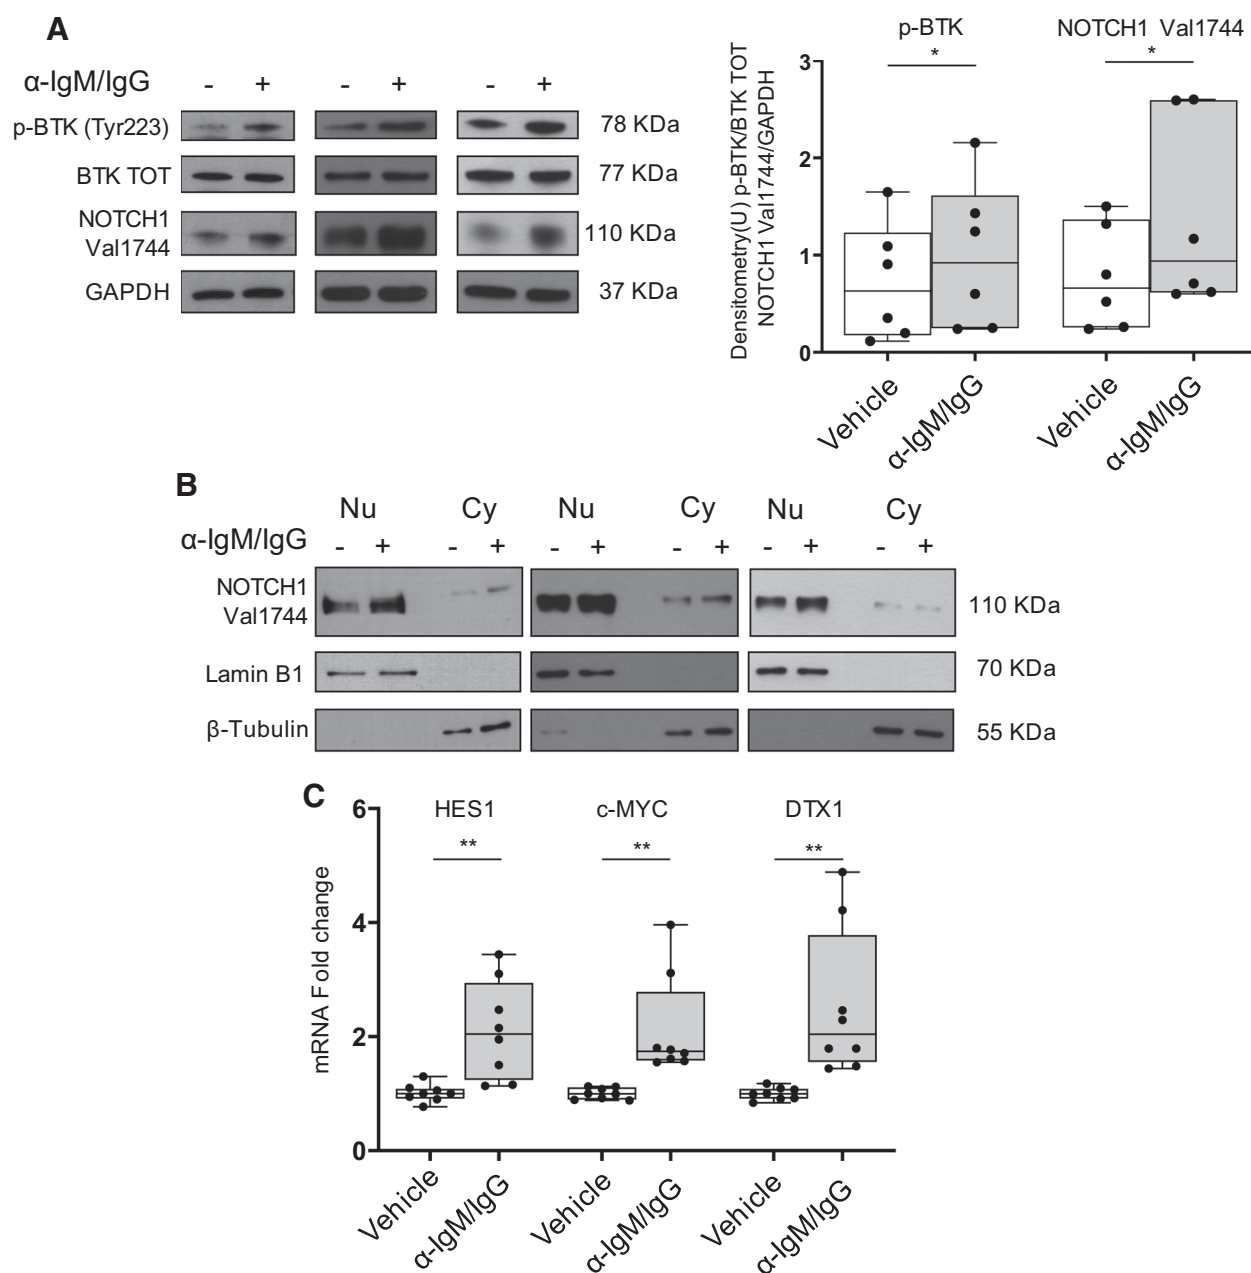 A
α-IgM/IgG - + - + - +
p-BTK (Tyr223) 78 KDa
BTK TOT 77 KDa
NOTCH1
Val1744 110 KDa
GAPDH 37 KDa
p-BTK NOTCH1 Val1744
* *
Densitometry(U) p-BTK/BTK TOT
NOTCH1 Val1744/GAPDH
3
2
1
0
Vehicle α-IgM/IgG Vehicle α-IgM/IgG
B
Nu Cy Nu Cy Nu Cy
α-IgM/IgG - + - + - + - + - + - +
NOTCH1
Val1744 110 KDa
Lamin B1 70 KDa
β-Tubulin 55 KDa
C
HES1 c-MYC DTX1
** ** **
mRNA Fold change
6
4
2
0
Vehicle α-IgM/IgG Vehicle α-IgM/IgG Vehicle α-IgM/IgG